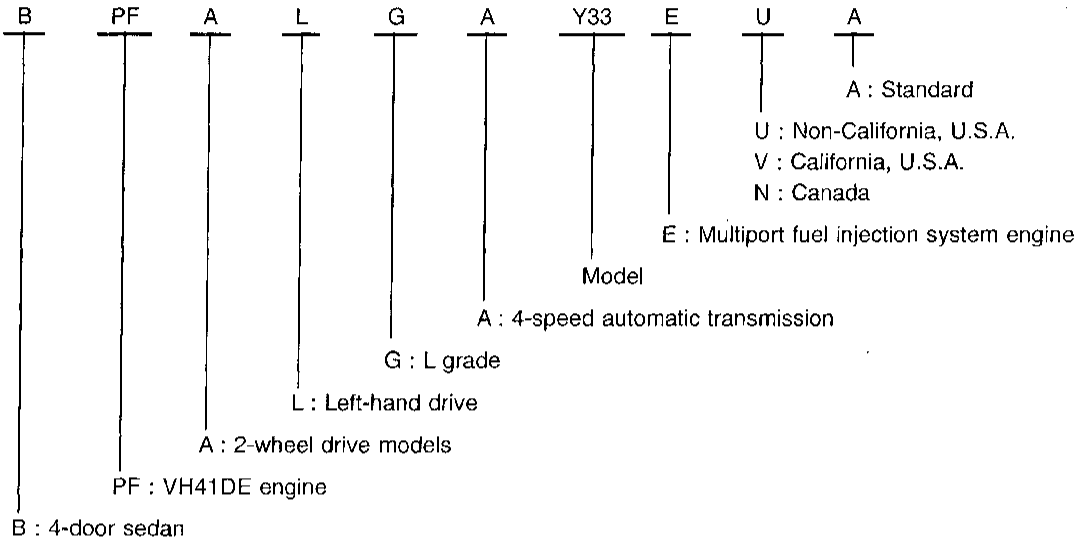 B PF A L G A Y33 E U A
A : Standard
U : Non-California, U.S.A.
V : California, U.S.A.
N : Canada
E : Multiport fuel injection system engine
Model
A : 4-speed automatic transmission
G : L grade
L : Left-hand drive
A : 2-wheel drive models
PF : VH41DE engine
B : 4-door sedan